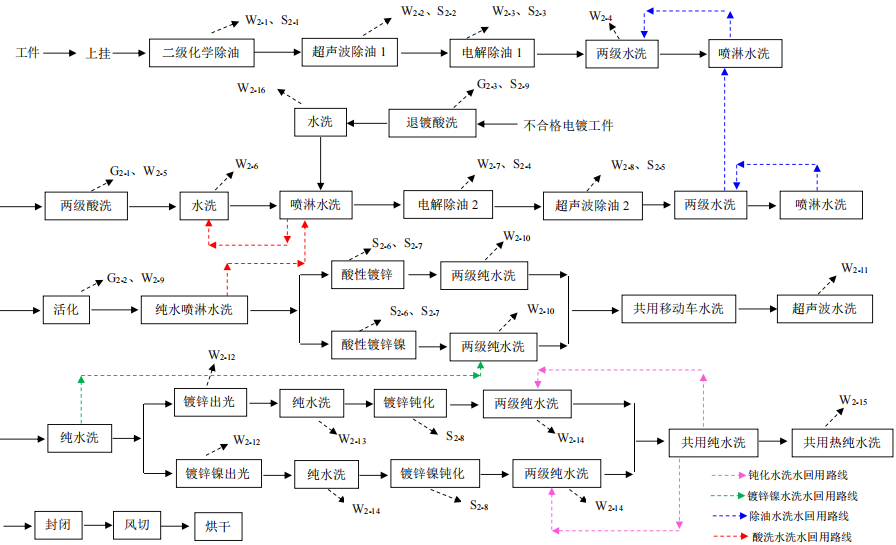 W2-1、S2-1
W2-2、S2-2
W2-3、S2-3
W2-4
工件
上挂
二级化学除油
超声波除油 1
电解除油 1
两级水洗
喷淋水洗
W2-16
G2-3、S2-9
水洗
退镀酸洗
不合格电镀工件
G2-1、W2-5
W2-6
W2-7、S2-4
W2-8、S2-5
两级酸洗
水洗
喷淋水洗
电解除油 2
超声波除油 2
两级水洗
喷淋水洗
S2-6、S2-7
W2-10
G2-2、W2-9
酸性镀锌
两级纯水洗
W2-11
活化
纯水喷淋水洗
共用移动车水洗
超声波水洗
S2-6、S2-7
W2-10
酸性镀锌镍
两级纯水洗
W2-12
镀锌出光
纯水洗
镀锌钝化
两级纯水洗
W2-15
纯水洗
W2-12
W2-13
S2-8
W2-14
共用纯水洗
共用热纯水洗
镀锌镍出光
纯水洗
镀锌镍钝化
两级纯水洗
钝化水洗水回用路线
W2-14
S2-8
W2-14
镀锌镍水洗水回用路线
封闭
风切
烘干
除油水洗水回用路线
酸洗水洗水回用路线